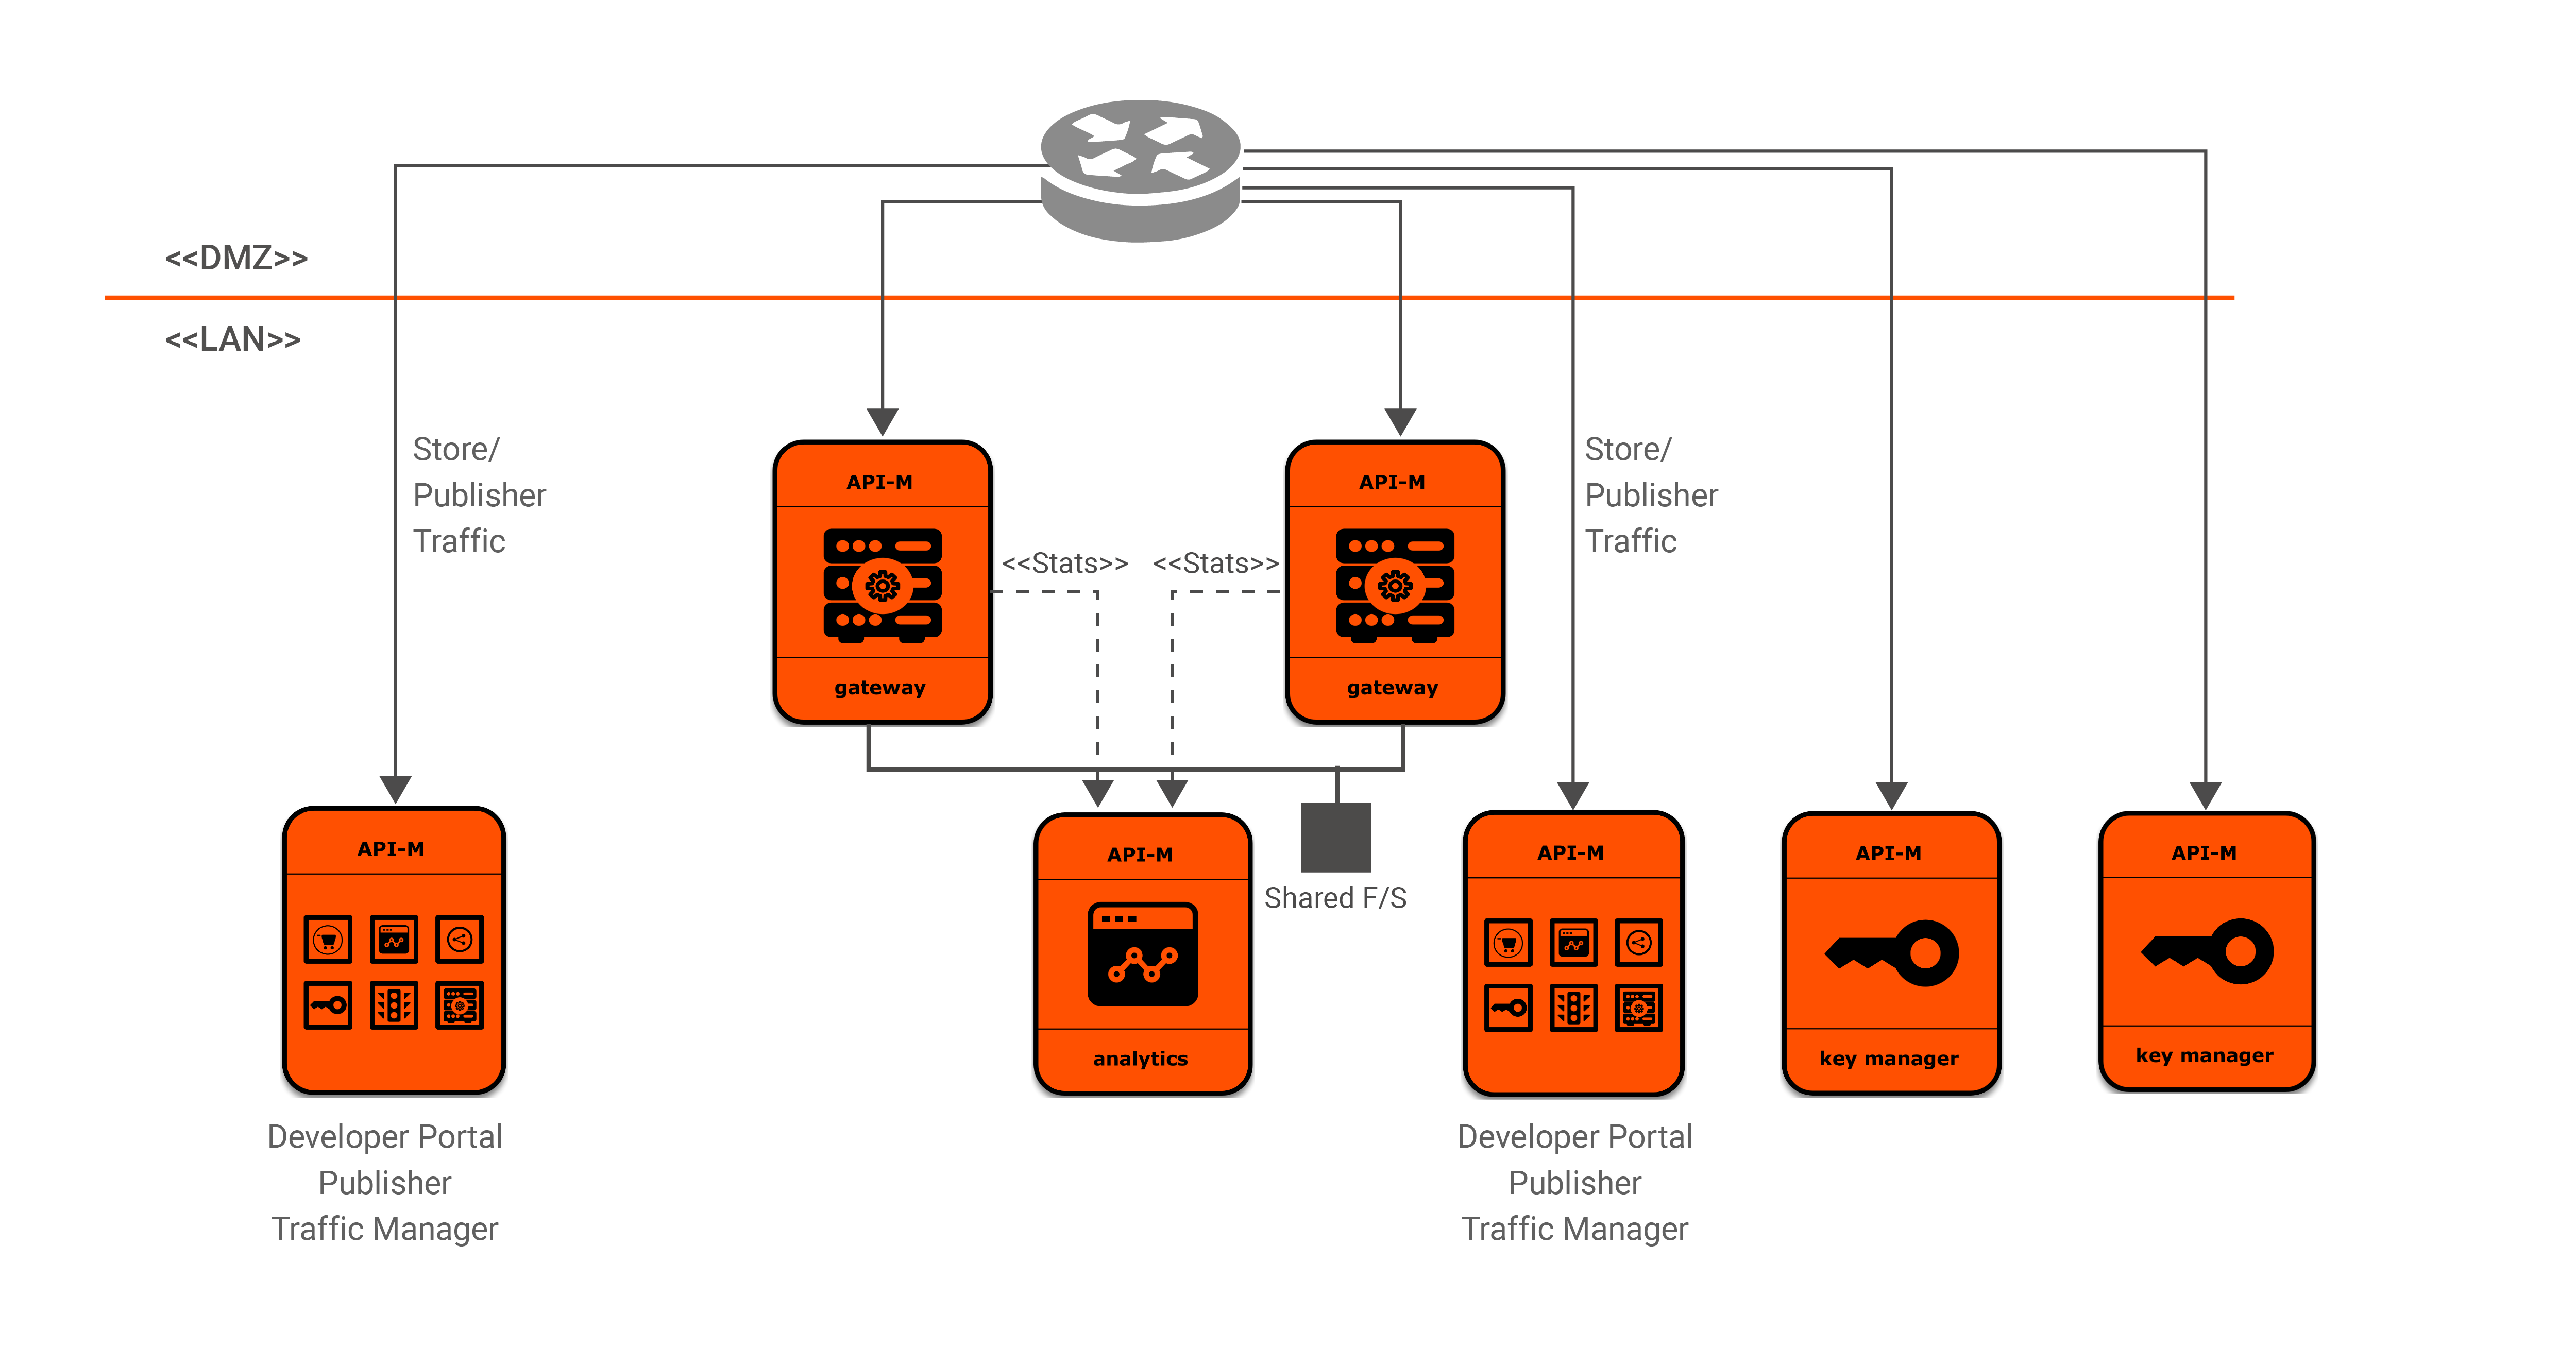 <<DMZ>>
<<LAN>>
Store/
Publisher
Traffic
API-M
gateway
<<Stats>>
<<Stats>>
API-M
gateway
Store/
Publisher
Traffic
API-M
Developer Portal
Publisher
Traffic Manager
API-M
analytics
Shared F/S
API-M
Developer Portal
Publisher
Traffic Manager
API-M
key manager
API-M
key manager